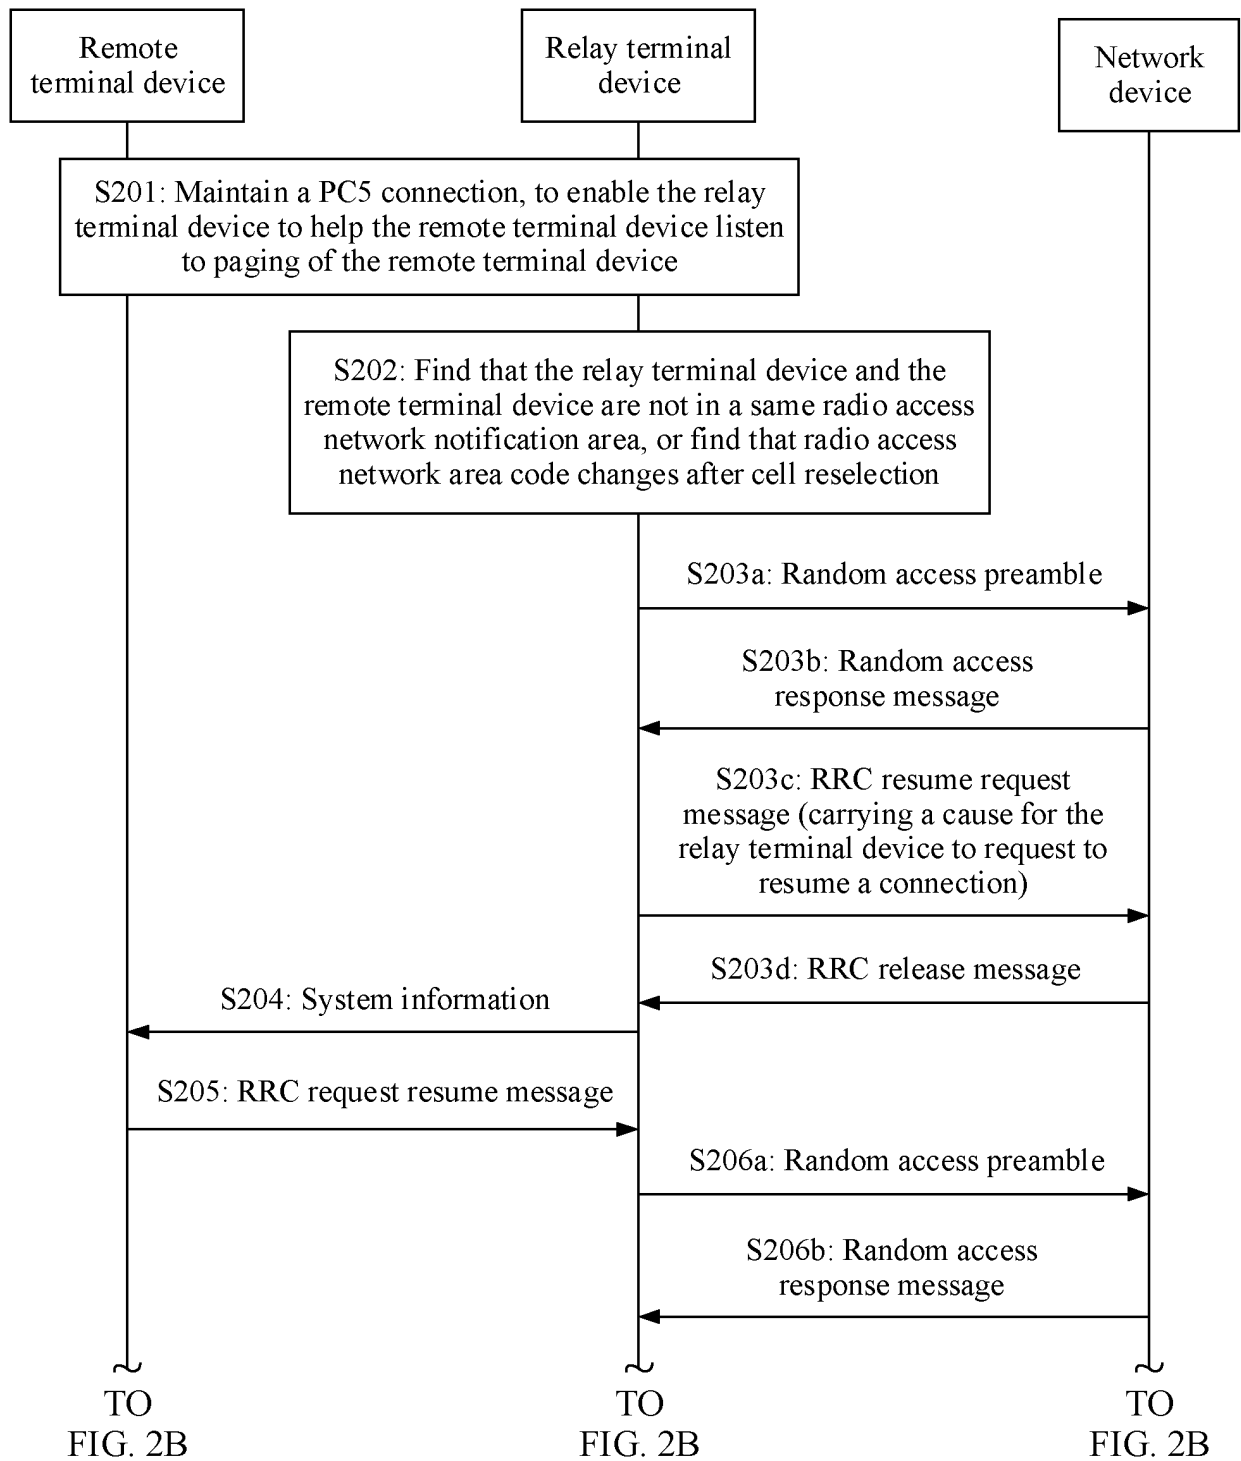 Remote
terminal device
Relay terminal
device
Network
device
S201: Maintain a PC5 connection, to enable the relay
terminal device to help the remote terminal device listen
to paging of the remote terminal device
S202: Find that the relay terminal device and the
remote terminal device are not in a same radio access
network notification area, or find that radio access
network area code changes after cell reselection
S203a: Random access preamble
S203b: Random access
response message
S203c: RRC resume request
message (carrying a cause for the
relay terminal device to request to
resume a connection)
S203d: RRC release message
S204: System information
S205: RRC request resume message
S206a: Random access preamble
S206b: Random access
response message
TO
FIG. 2B
TO
FIG. 2B
TO
FIG. 2B